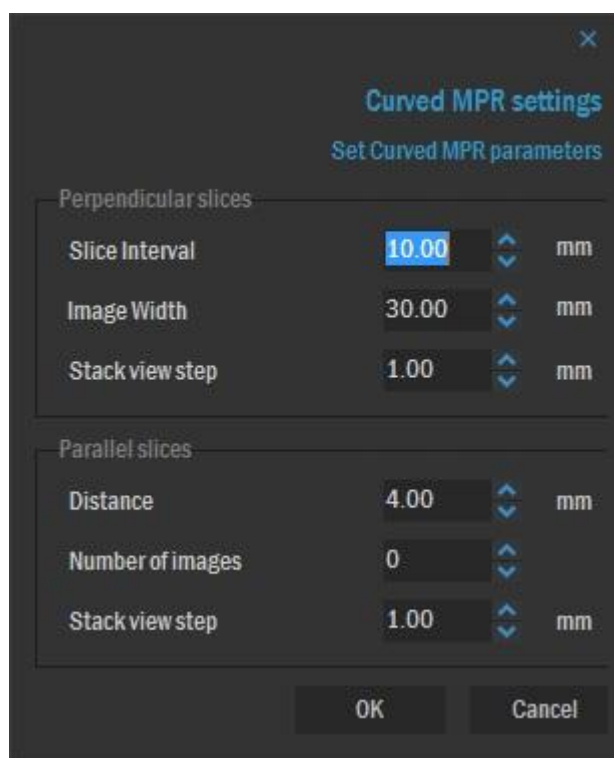 ×
Curved MPR settings
Set Curved MPR parameters
Perpendicular slices
Slice Interval 10.00 mm
Image Width 30.00 mm
Stack view step 1.00 mm
Parallel slices
Distance 4.00 mm
Number of images 0
Stack view step 1.00 mm
OK Cancel